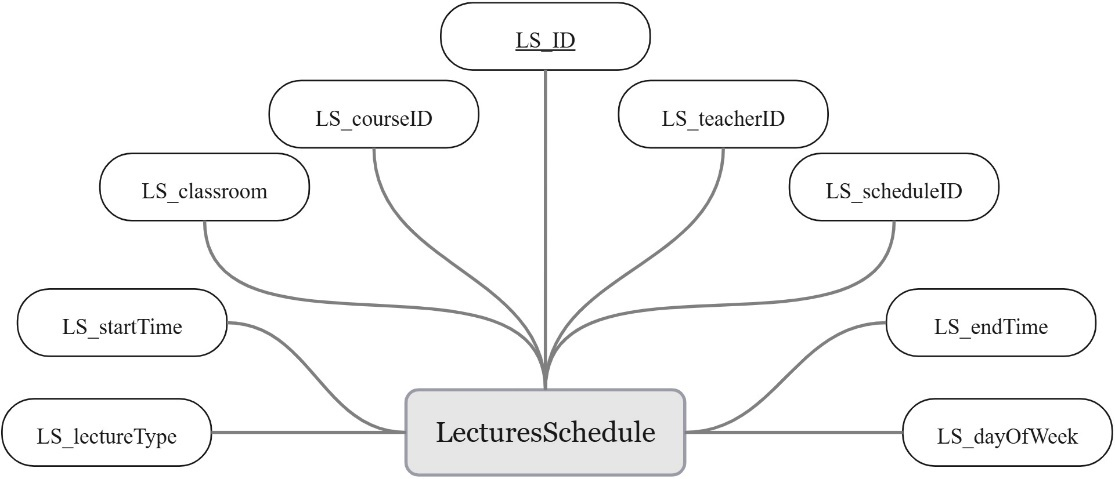 LS_ID
LS_courseID
LS_teacherID
LS_classroom
LS_scheduleID
LS_startTime
LS_endTime
LS_lectureType
LecturesSchedule
LS_dayOfWeek